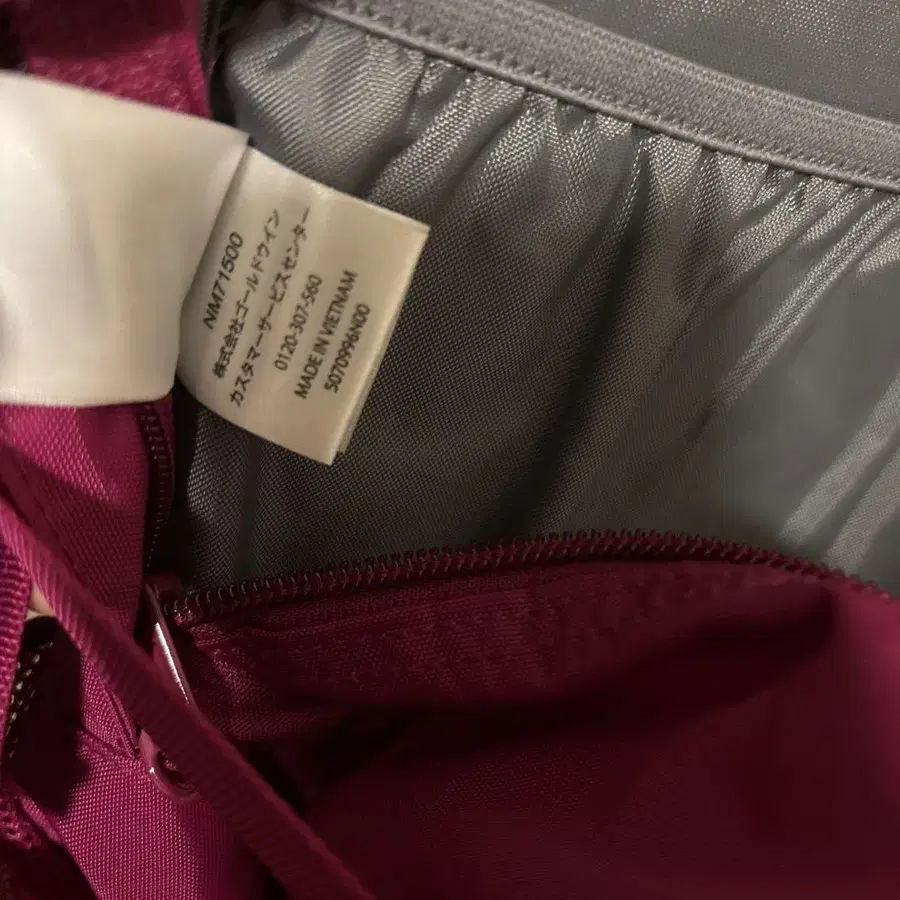 NM71500
株式会社ゴールドウイン
カスタマーサービスセンター
0120-307-560
MADE IN VIETNAM
5070996N00